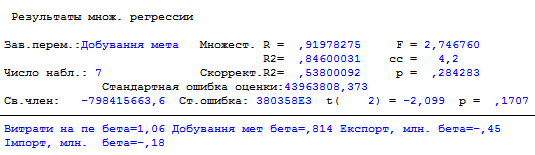 Результаты множ. регрессии
Зав.перем.:Добування мета Множест. R = ,91978275 F = 2,746760
R2= ,84600031 сс = 4,2
Число набл.: 7 Скоррект.R2= ,53800092 p = ,284283
Стандартная ошибка оценки:43963808,373
Св.член: -798415663,6 Ст.ошибка: 380358E3 t( 2) = -2,099 p = ,1707
Витрати на пе бета=1,06 Добування мет бета=,814 Експорт, млн. бета=-,45
Імпорт, млн. бета=-,18